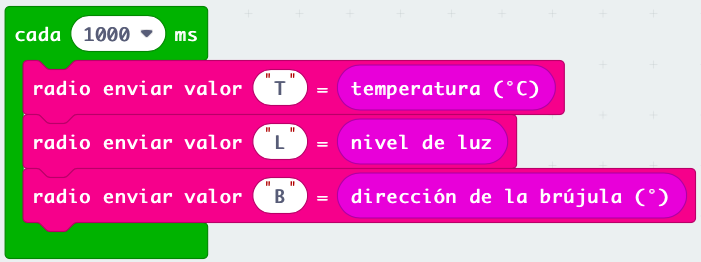 cada 1000 ms
radio enviar valor "T" = temperatura (°C)
radio enviar valor "L" = nivel de luz
radio enviar valor "B" = dirección de la brújula (°)